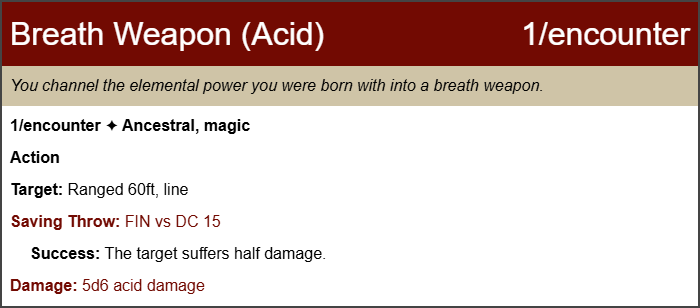 Breath Weapon (Acid) 1/encounter
You channel the elemental power you were born with into a breath weapon.
1/encounter ✦ Ancestral, magic
Action
Target: Ranged 60ft, line
Saving Throw: FIN vs DC 15
Success: The target suffers half damage.
Damage: 5d6 acid damage